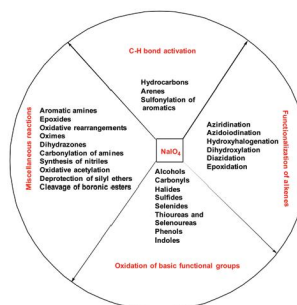 C-H bond activation
Hydrocarbons
Arenes
Sulfonylation of
aromatics
Functionalization of alkenes
Aziridination
Azidoiodination
Hydroxyhalogenation
Dihydroxylation
Diazidation
Epoxidation
Miscellaneous reactions
Aromatic amines
Epoxides
Oxidative rearrangements
Oximes
Dihydrazones
Carbonylation of amines
Synthesis of nitriles
Oxidative acetylation
Deprotection of silyl ethers
Cleavage of boronic esters
NaIO₄
Alcohols
Carbonyls
Halides
Sulfides
Selenides
Thioureas and
Selenoureas
Phenols
Indoles
Oxidation of basic functional groups